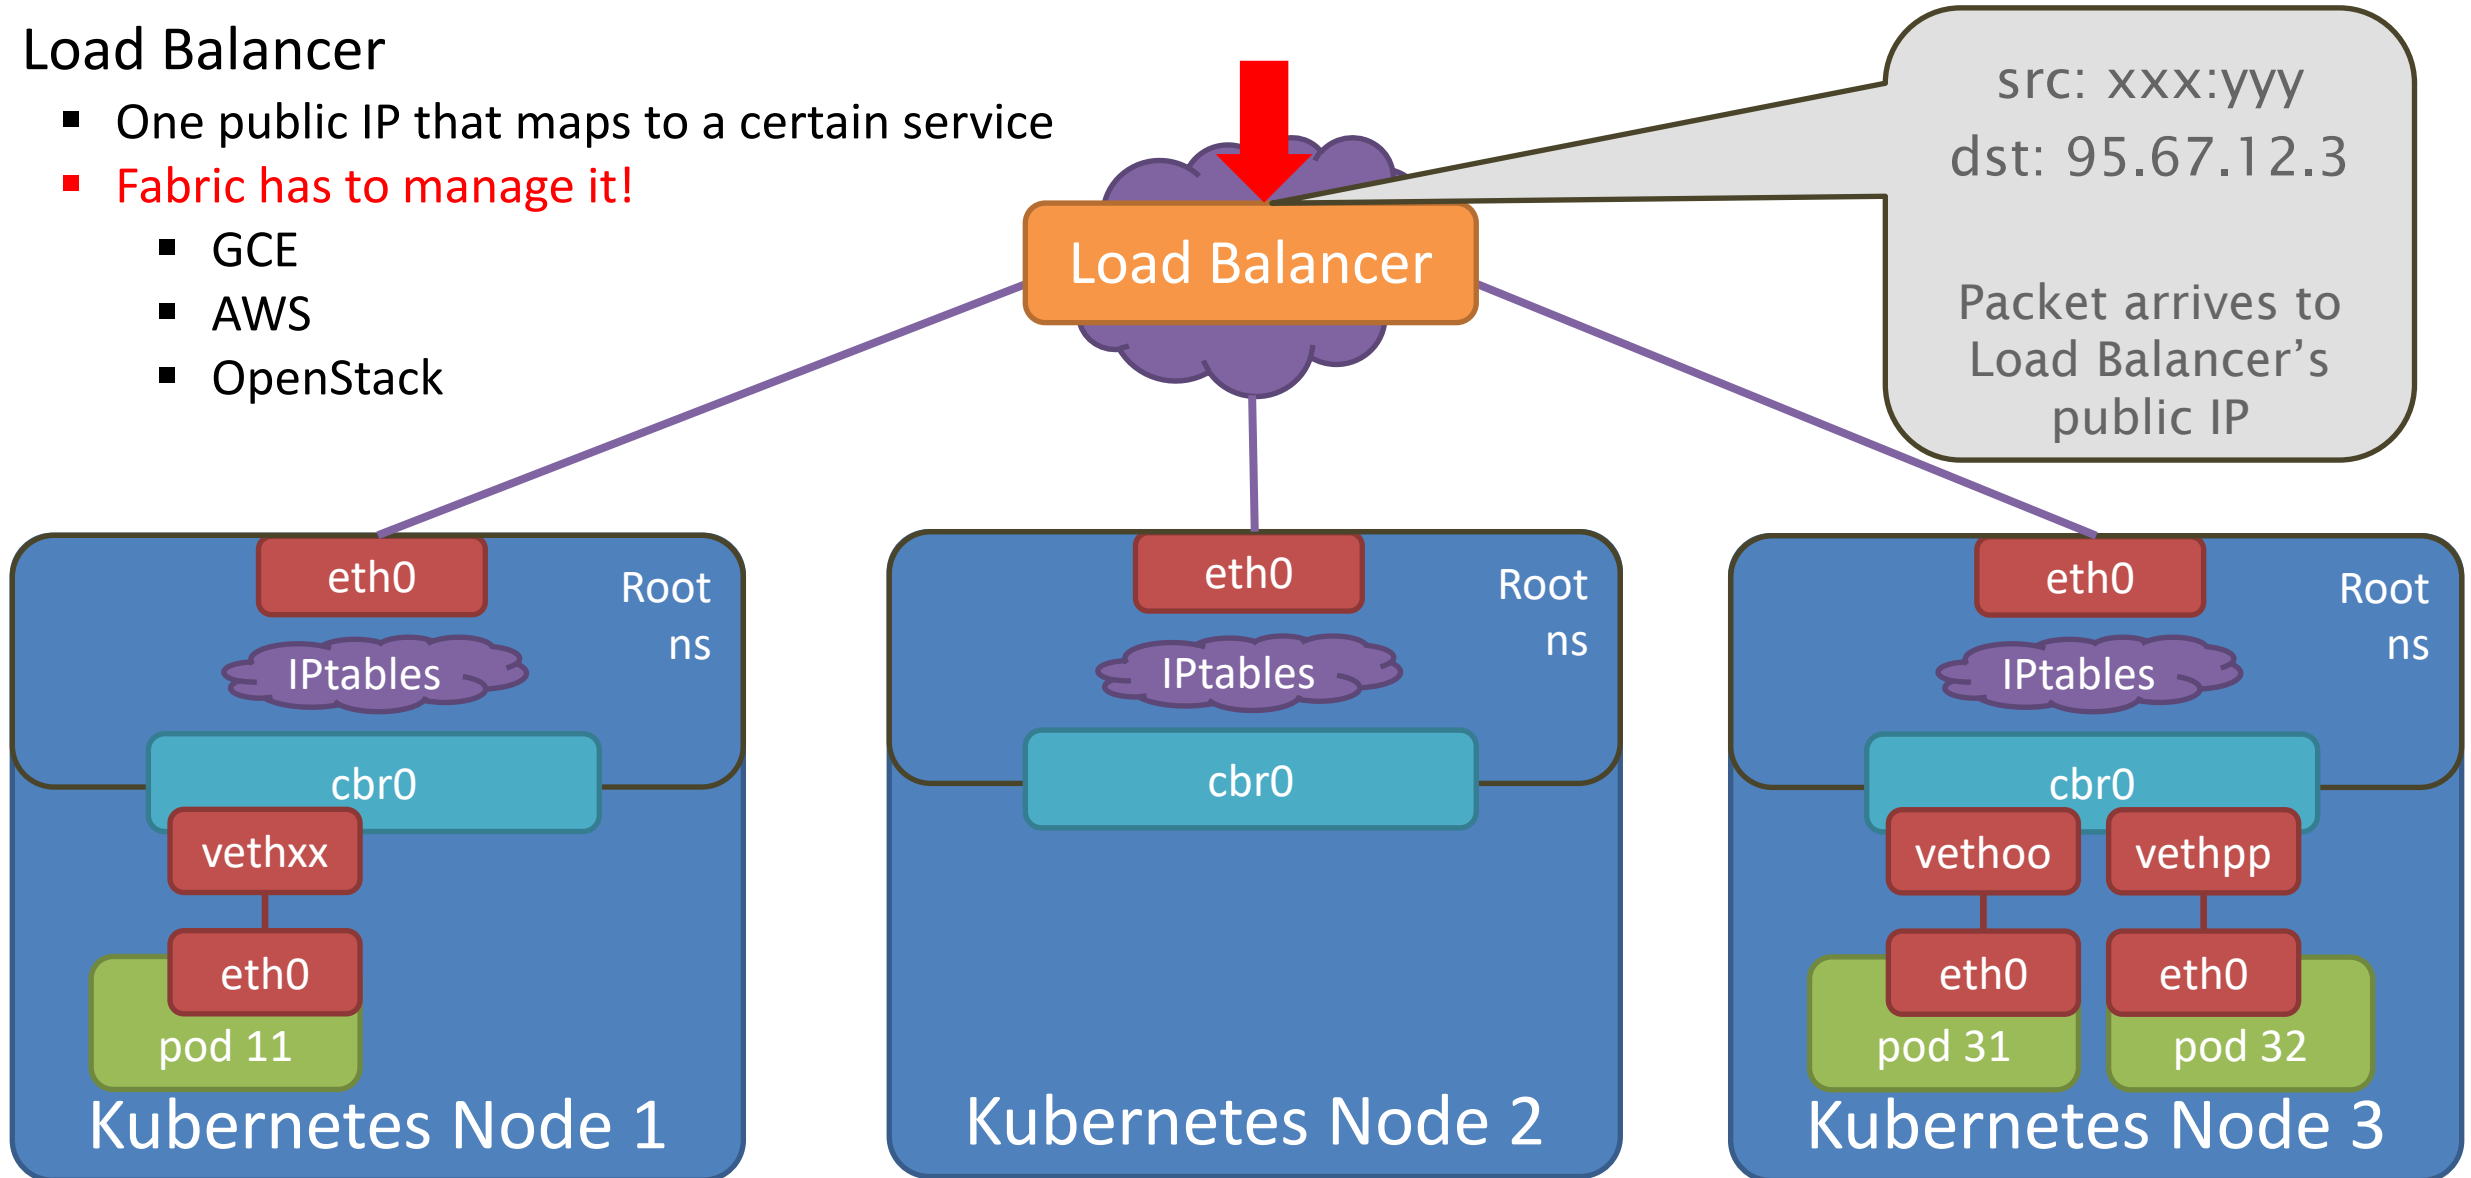 Load Balancer
One public IP that maps to a certain service
Fabric has to manage it!
GCE
AWS
OpenStack
Load Balancer
src: xxx:yyy
dst: 95.67.12.3
Packet arrives to
Load Balancer’s
public IP
eth0
Root
ns
IPtables
cbr0
vethxx
eth0
pod 11
Kubernetes Node 1
eth0
Root
ns
IPtables
cbr0
Kubernetes Node 2
eth0
Root
ns
IPtables
cbr0
vethoo
vethpp
eth0
eth0
pod 31
pod 32
Kubernetes Node 3